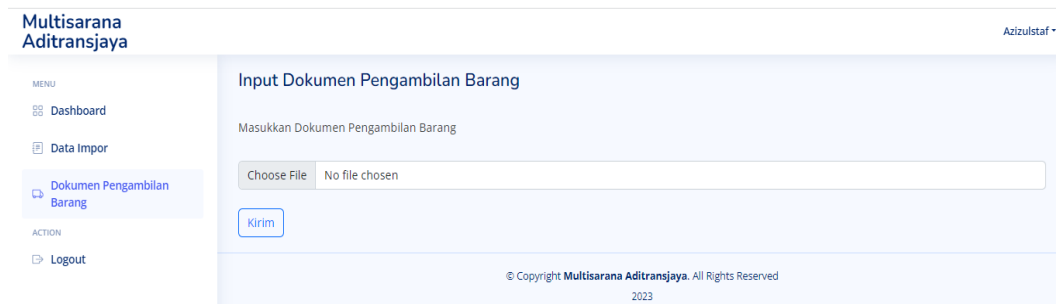 Multisarana
Aditransjaya
Azizulstaf
MENU
Dashboard
Data Impor
Dokumen Pengambilan
Barang
ACTION
Logout
Input Dokumen Pengambilan Barang
Masukkan Dokumen Pengambilan Barang
Choose File No file chosen
Kirim
© Copyright Multisarana Aditransjaya. All Rights Reserved
2023